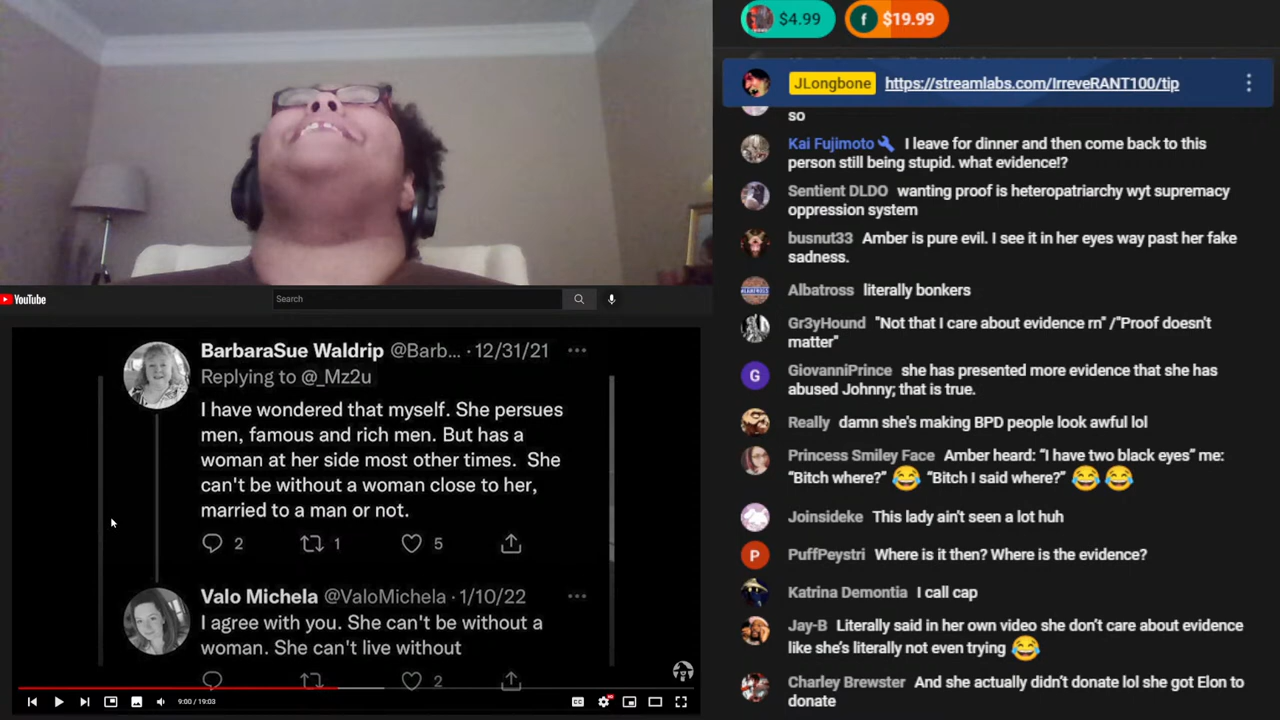 $4.99
$19.99
JLongbone https://streamlabs.com/IrreveRANT100/tip
so
Kai Fujimoto I leave for dinner and then come back to this
person still being stupid. what evidence!?
Sentient DLDO wanting proof is heteropatriarchy wyt supremacy
oppression system
busnut33 Amber is pure evil. I see it in her eyes way past her fake
sadness.
Albatross literally bonkers
Gr3yHound "Not that I care about evidence rn" /"Proof doesn't
matter"
G GiovanniPrince she has presented more evidence that she has
abused Johnny; that is true.
Really damn she's making BPD people look awful lol
Princess Smiley Face Amber heard: “I have two black eyes” me:
“Bitch where?” 😂 “Bitch I said where?” 😂 😂
Joinsideke This lady ain't seen a lot huh
P PuffPeystri Where is it then? Where is the evidence?
Katrina Demontia I call cap
Jay-B Literally said in her own video she don’t care about evidence
like she’s literally not even trying 😂
Charley Brewster And she actually didn't donate lol she got Elon to
donate
YouTube
Search
BarbaraSue Waldrip @Barb... · 12/31/21
Replying to @_Mz2u
I have wondered that myself. She persues
men, famous and rich men. But has a
woman at her side most other times. She
can't be without a woman close to her,
married to a man or not.
2 1 5
Valo Michela @ValoMichela · 1/10/22
I agree with you. She can't be without a
woman. She can't live without
2
9:00 / 19:03